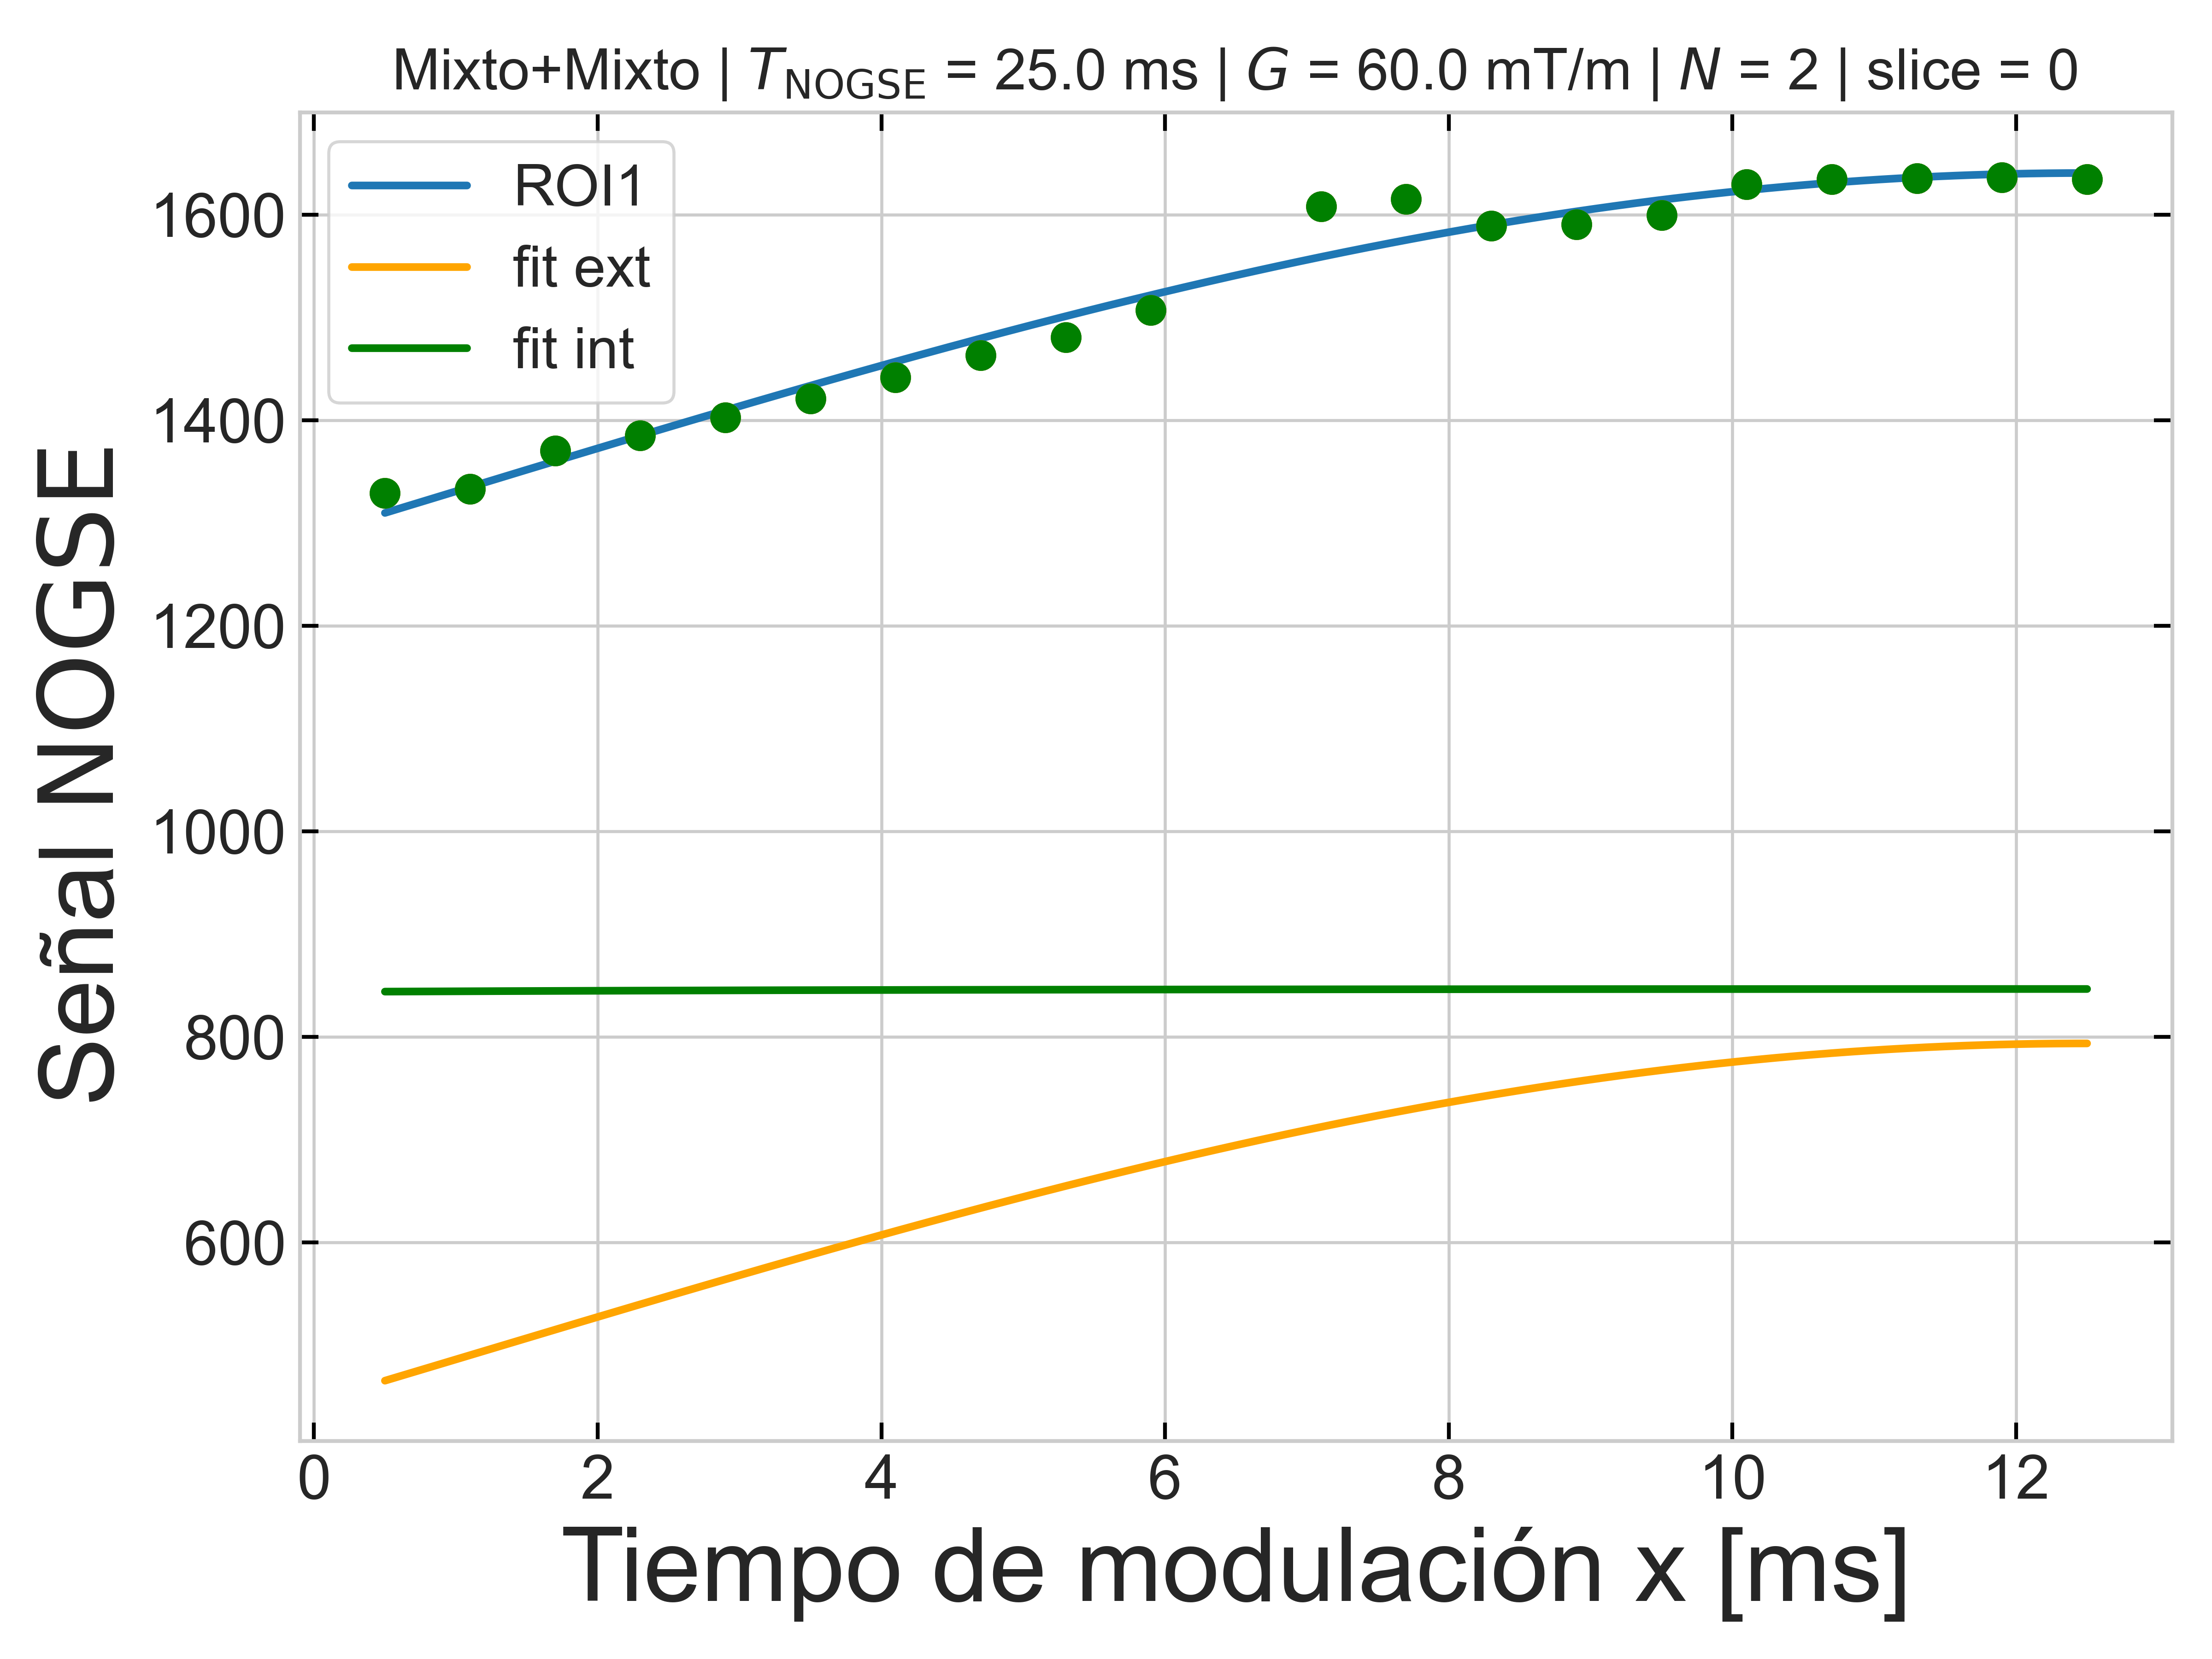 Mixto+Mixto | T_NOGSE = 25.0 ms | G = 60.0 mT/m | N = 2 | slice = 0
ROI1
fit ext
fit int
Señal NOGSE
1600
1400
1200
1000
800
600
0 2 4 6 8 10 12
Tiempo de modulación x [ms]